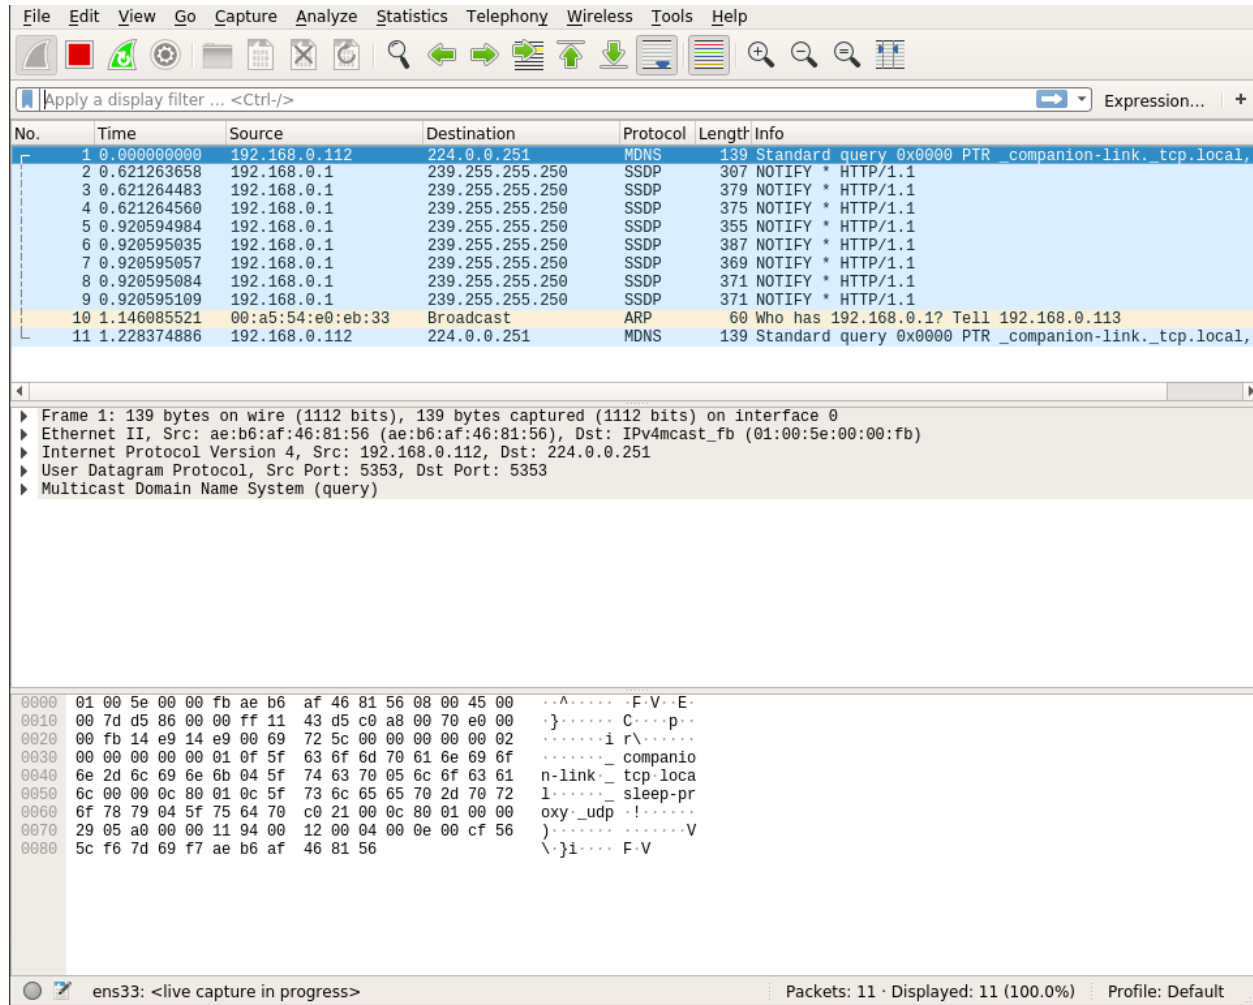 File Edit View Go Capture Analyze Statistics Telephony Wireless Tools Help
Apply a display filter ... <Ctrl-/> Expression... +
No. Time Source Destination Protocol Length Info
1 0.000000000 192.168.0.112 224.0.0.251 MDNS 139 Standard query 0x0000 PTR _companion-link._tcp.local,
2 0.621263658 192.168.0.1 239.255.255.250 SSDP 307 NOTIFY * HTTP/1.1
3 0.621264483 192.168.0.1 239.255.255.250 SSDP 379 NOTIFY * HTTP/1.1
4 0.621264560 192.168.0.1 239.255.255.250 SSDP 375 NOTIFY * HTTP/1.1
5 0.920594984 192.168.0.1 239.255.255.250 SSDP 355 NOTIFY * HTTP/1.1
6 0.920595035 192.168.0.1 239.255.255.250 SSDP 387 NOTIFY * HTTP/1.1
7 0.920595057 192.168.0.1 239.255.255.250 SSDP 369 NOTIFY * HTTP/1.1
8 0.920595084 192.168.0.1 239.255.255.250 SSDP 371 NOTIFY * HTTP/1.1
9 0.920595109 192.168.0.1 239.255.255.250 SSDP 371 NOTIFY * HTTP/1.1
10 1.146085521 00:a5:54:e0:eb:33 Broadcast ARP 60 Who has 192.168.0.1? Tell 192.168.0.113
11 1.228374886 192.168.0.112 224.0.0.251 MDNS 139 Standard query 0x0000 PTR _companion-link._tcp.local,
Frame 1: 139 bytes on wire (1112 bits), 139 bytes captured (1112 bits) on interface 0
Ethernet II, Src: ae:b6:af:46:81:56 (ae:b6:af:46:81:56), Dst: IPv4mcast_fb (01:00:5e:00:00:fb)
Internet Protocol Version 4, Src: 192.168.0.112, Dst: 224.0.0.251
User Datagram Protocol, Src Port: 5353, Dst Port: 5353
Multicast Domain Name System (query)
0000 01 00 5e 00 00 fb ae b6 af 46 81 56 08 00 45 00 ··^····· ·F·V··E·
0010 00 7d d5 86 00 00 ff 11 43 d5 c0 a8 00 70 e0 00 ·}······ C····p··
0020 00 fb 14 e9 14 e9 00 69 72 5c 00 00 00 00 00 02 ·······i r\······
0030 00 00 00 00 00 01 0f 5f 63 6f 6d 70 61 6e 69 6f ·······_ companio
0040 6e 2d 6c 69 6e 6b 04 5f 74 63 70 05 6c 6f 63 61 n-link·_ tcp·loca
0050 6c 00 00 0c 80 01 0c 5f 73 6c 65 65 70 2d 70 72 l······_ sleep-pr
0060 6f 78 79 04 5f 75 64 70 c0 21 00 0c 80 01 00 00 oxy·_udp ·!······
0070 29 05 a0 00 00 11 94 00 12 00 04 00 0e 00 cf 56 )······· ·······V
0080 5c f6 7d 69 f7 ae b6 af 46 81 56 \·}i···· F·V
ens33: <live capture in progress> Packets: 11 · Displayed: 11 (100.0%) Profile: Default